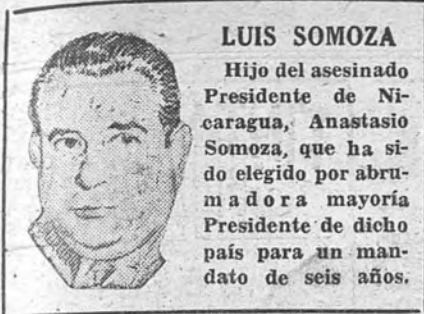 LUIS SOMOZA
Hijo del asesinado
Presidente de Ni-
caragua, Anastasio
Somoza, que ha si-
do elegido por abru-
madora mayoría
Presidente de dicho
país para un man-
dato de seis años.